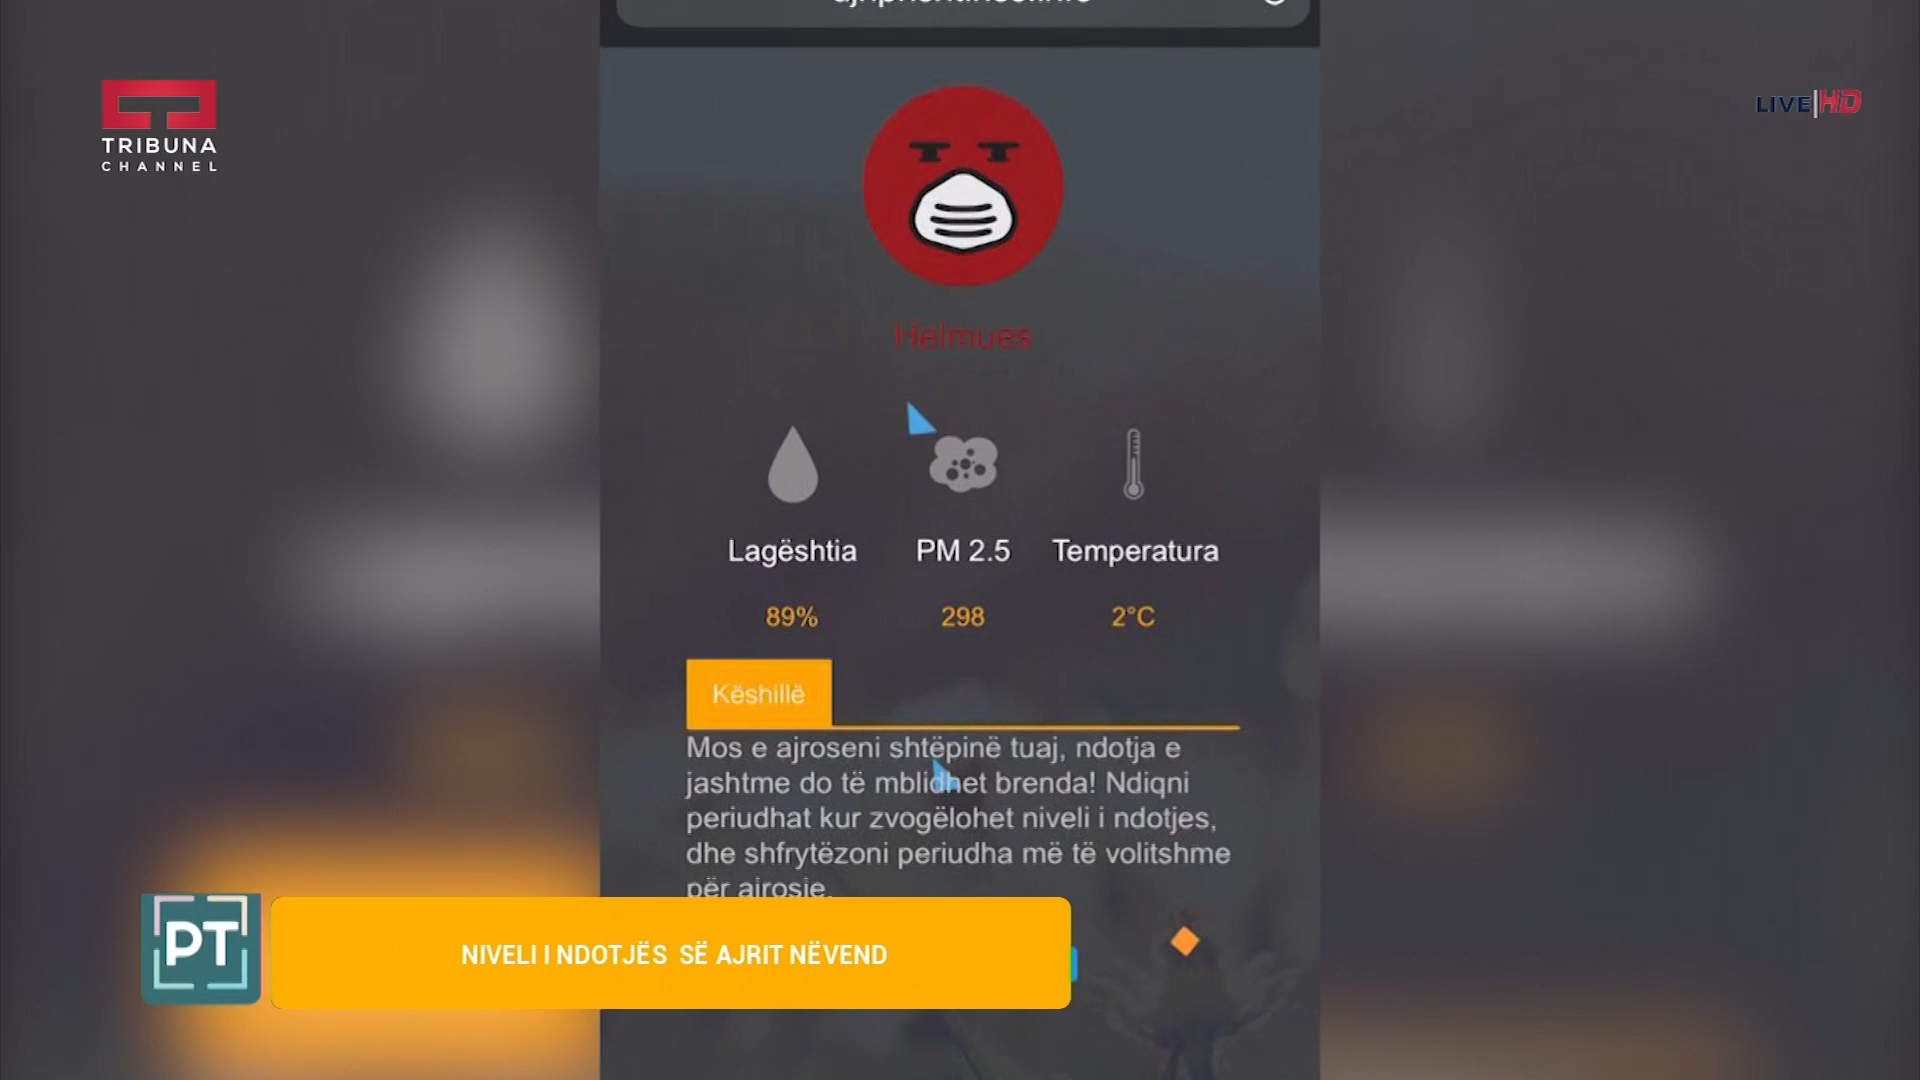 TRIBUNA
CHANNEL
LIVE|HD
Helmues
Lagështia
PM 2.5
Temperatura
89%
298
2°C
Këshillë
Mos e ajroseni shtëpinë tuaj, ndotja e
jashtme do të mblidhet brenda! Ndiqni
periudhat kur zvogëlohet niveli i ndotjes,
dhe shfrytëzoni periudha më të volitshme
për ajrosje.
PT
NIVELI I NDOTJËS SË AJRIT NËVEND